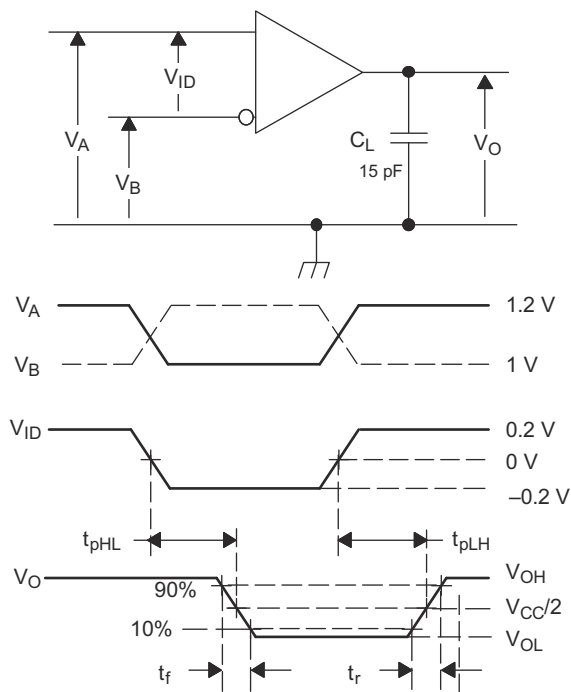 V_ID
V_A
V_B
C_L
15 pF
V_O
V_A
1.2 V
V_B
1 V
V_ID
0.2 V
0 V
–0.2 V
t_pHL
t_pLH
V_O
V_OH
90%
V_CC/2
10%
V_OL
t_f
t_r